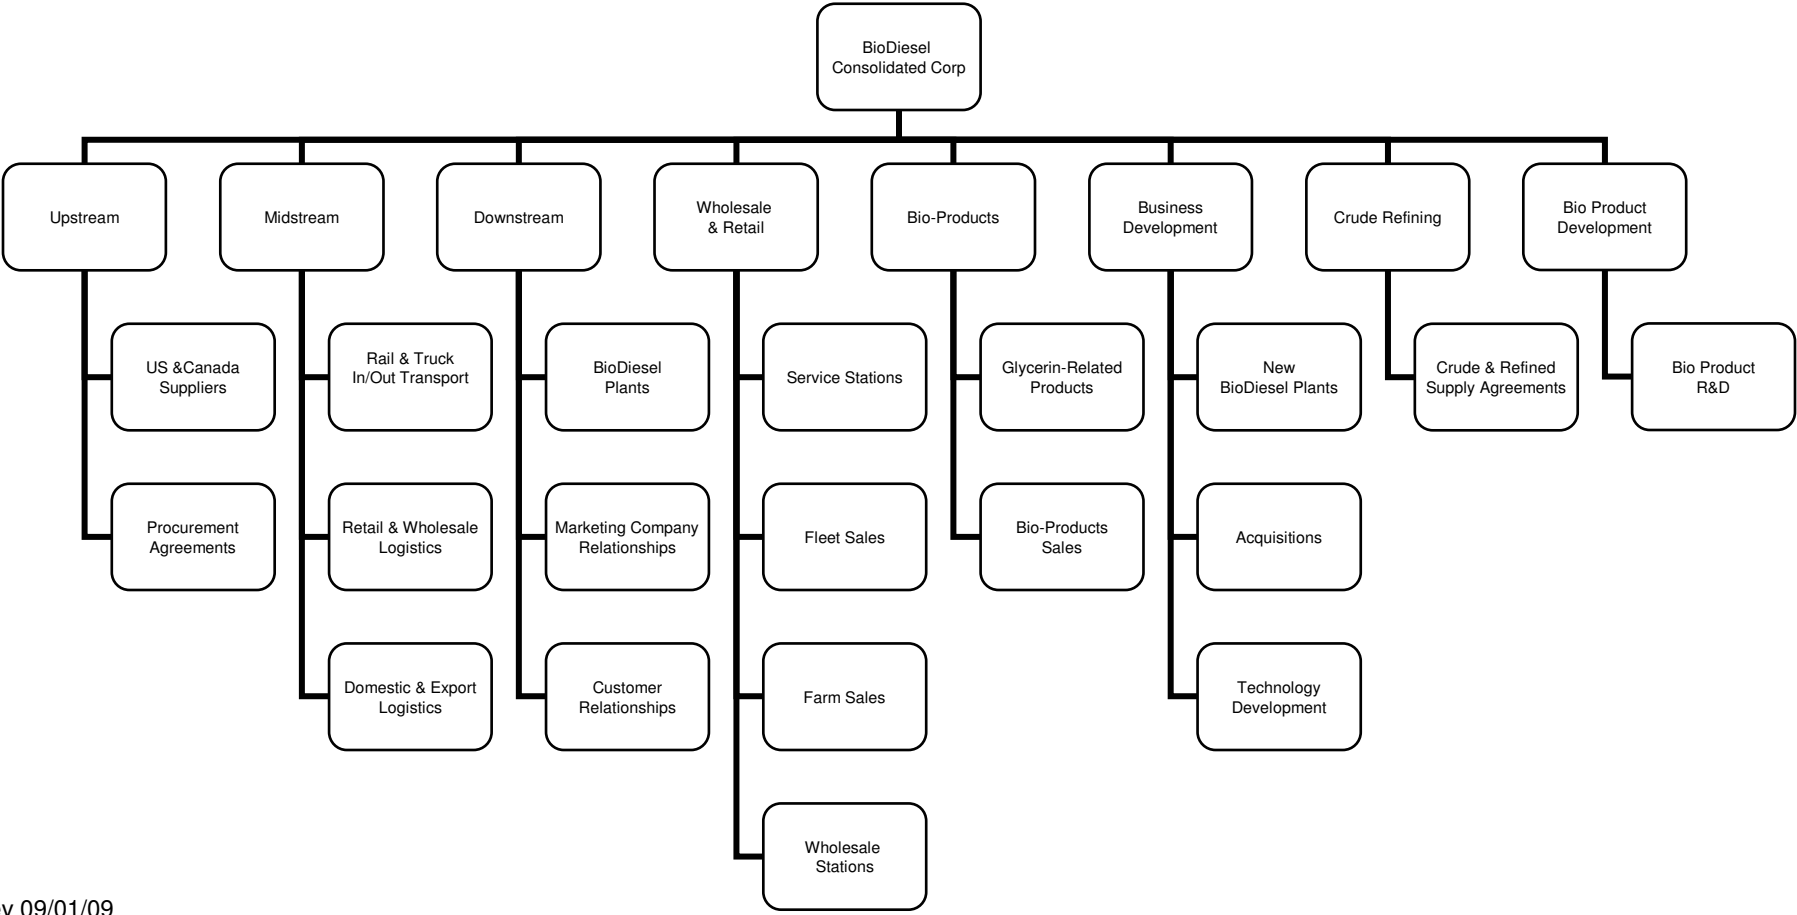 BioDiesel
Consolidated Corp
Upstream
Midstream
Downstream
Wholesale
& Retail
Bio-Products
Business
Development
Crude Refining
Bio Product
Development
US &Canada
Suppliers
Rail & Truck
In/Out Transport
BioDiesel
Plants
Service Stations
Glycerin-Related
Products
New
BioDiesel Plants
Crude & Refined
Supply Agreements
Bio Product
R&D
Procurement
Agreements
Retail & Wholesale
Logistics
Marketing Company
Relationships
Fleet Sales
Bio-Products
Sales
Acquisitions
Domestic & Export
Logistics
Customer
Relationships
Farm Sales
Technology
Development
Wholesale
Stations
09/01/09